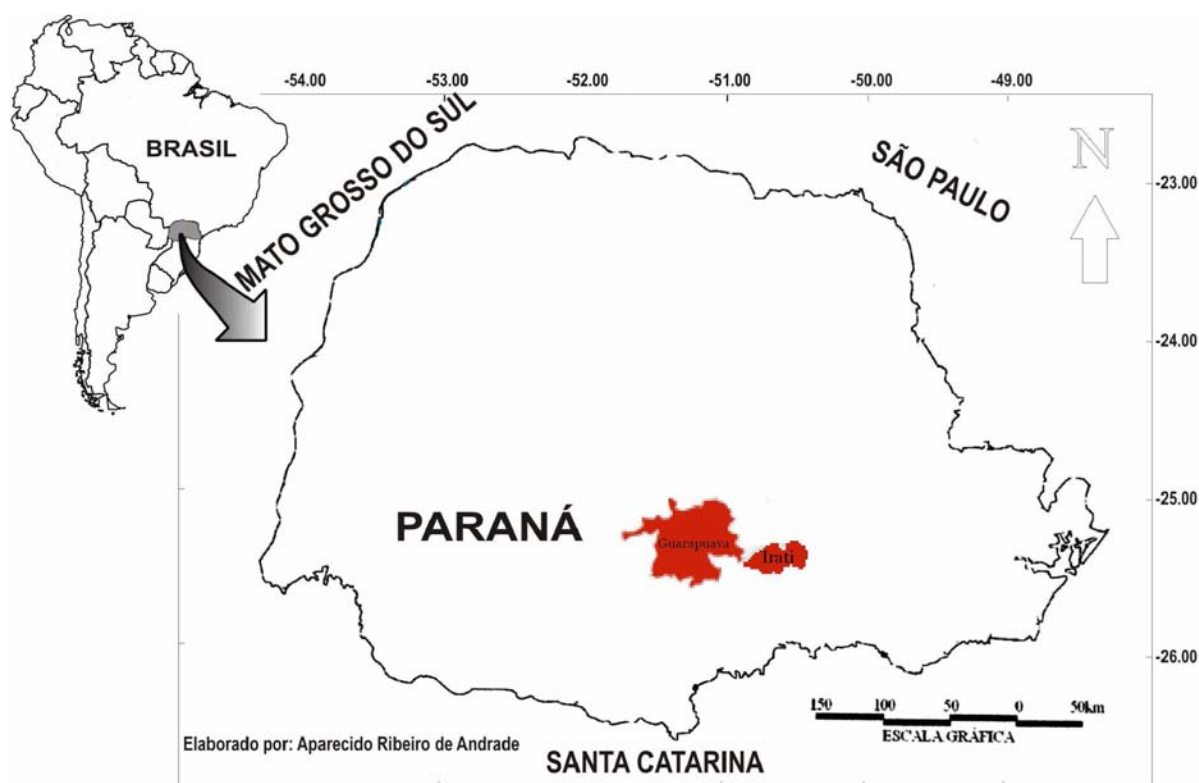 -54.00 -53.00 -52.00 -51.00 -50.00 -49.00
BRASIL
MATO GROSSO DO SUL
SÃO PAULO
N
-23.00
-24.00
PARANÁ
-25.00
Guarapuava
Irati
-26.00
150 100 50 0 50km
ESCALA GRÁFICA
Elaborado por: Aparecido Ribeiro de Andrade
SANTA CATARINA